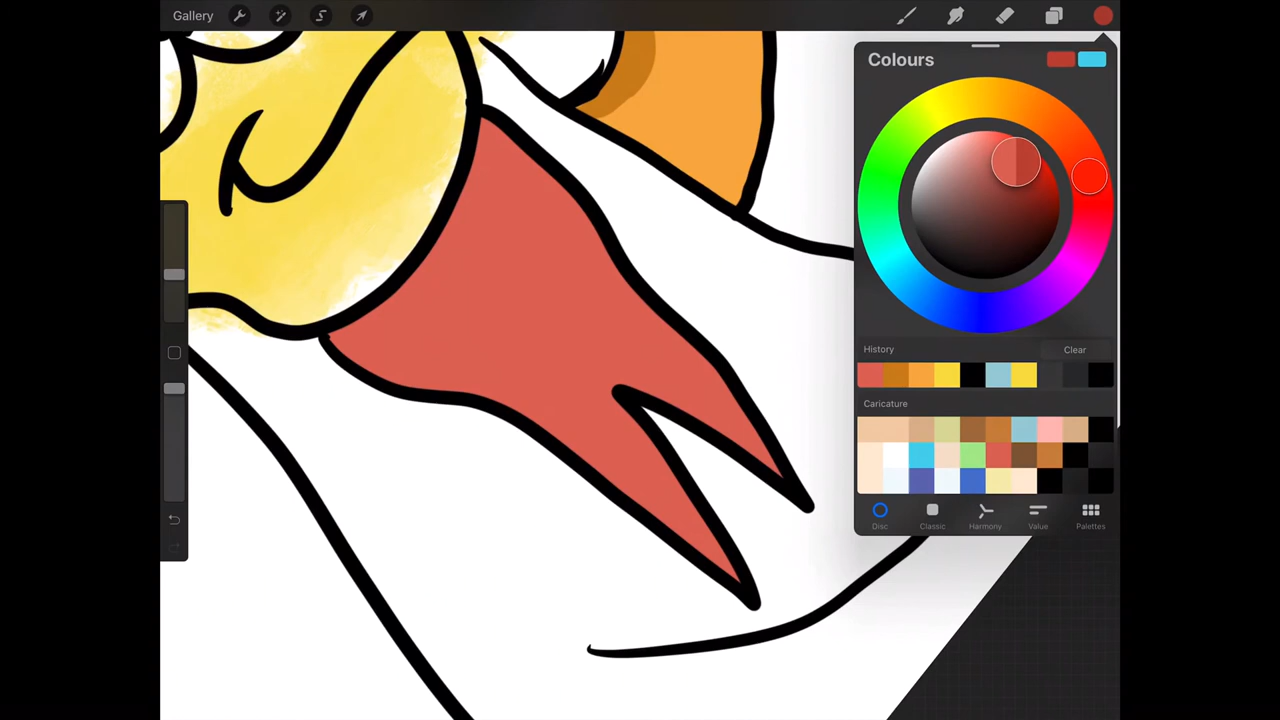 Gallery
Colours
History
Clear
Caricature
Disc
Classic
Harmony
Value
Palettes